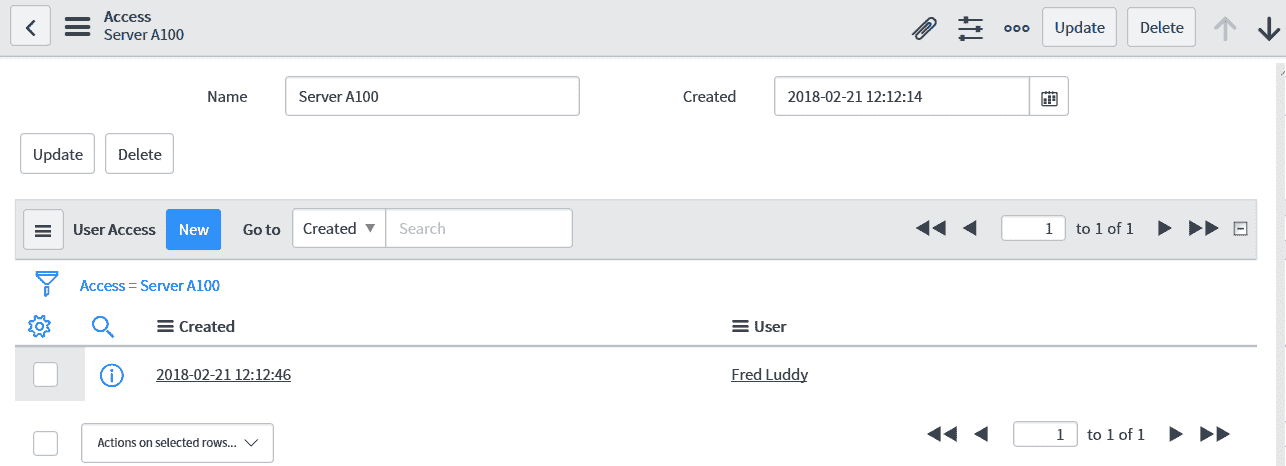 Access
Server A100
Update Delete
Name Server A100 Created 2018-02-21 12:12:14
Update Delete
User Access New Go to Created Search 1 to 1 of 1
Access = Server A100
Created User
2018-02-21 12:12:46 Fred Luddy
Actions on selected rows... 1 to 1 of 1